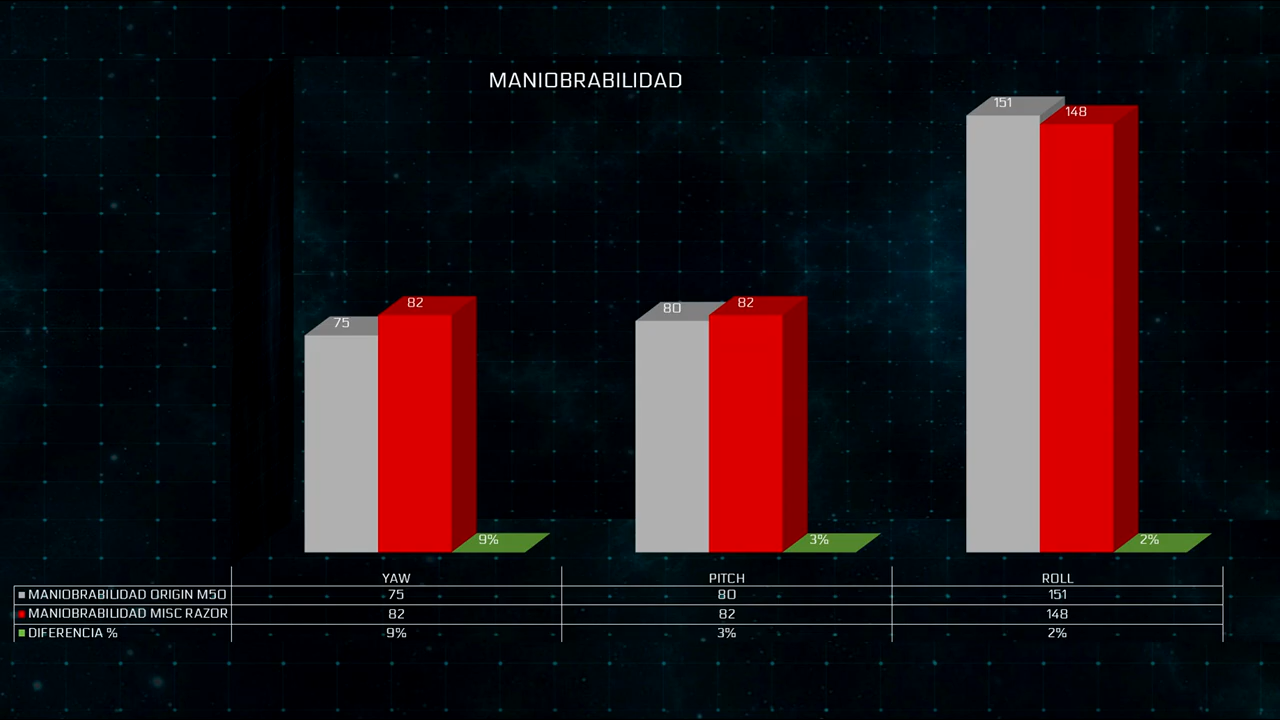 MANIOBRABILIDAD
151
148
82
82
75
80
9%
3%
2%
YAW PITCH ROLL
MANIOBRABILIDAD ORIGIN M50 75 80 151
MANIOBRABILIDAD MISC RAZOR 82 82 148
DIFERENCIA % 9% 3% 2%